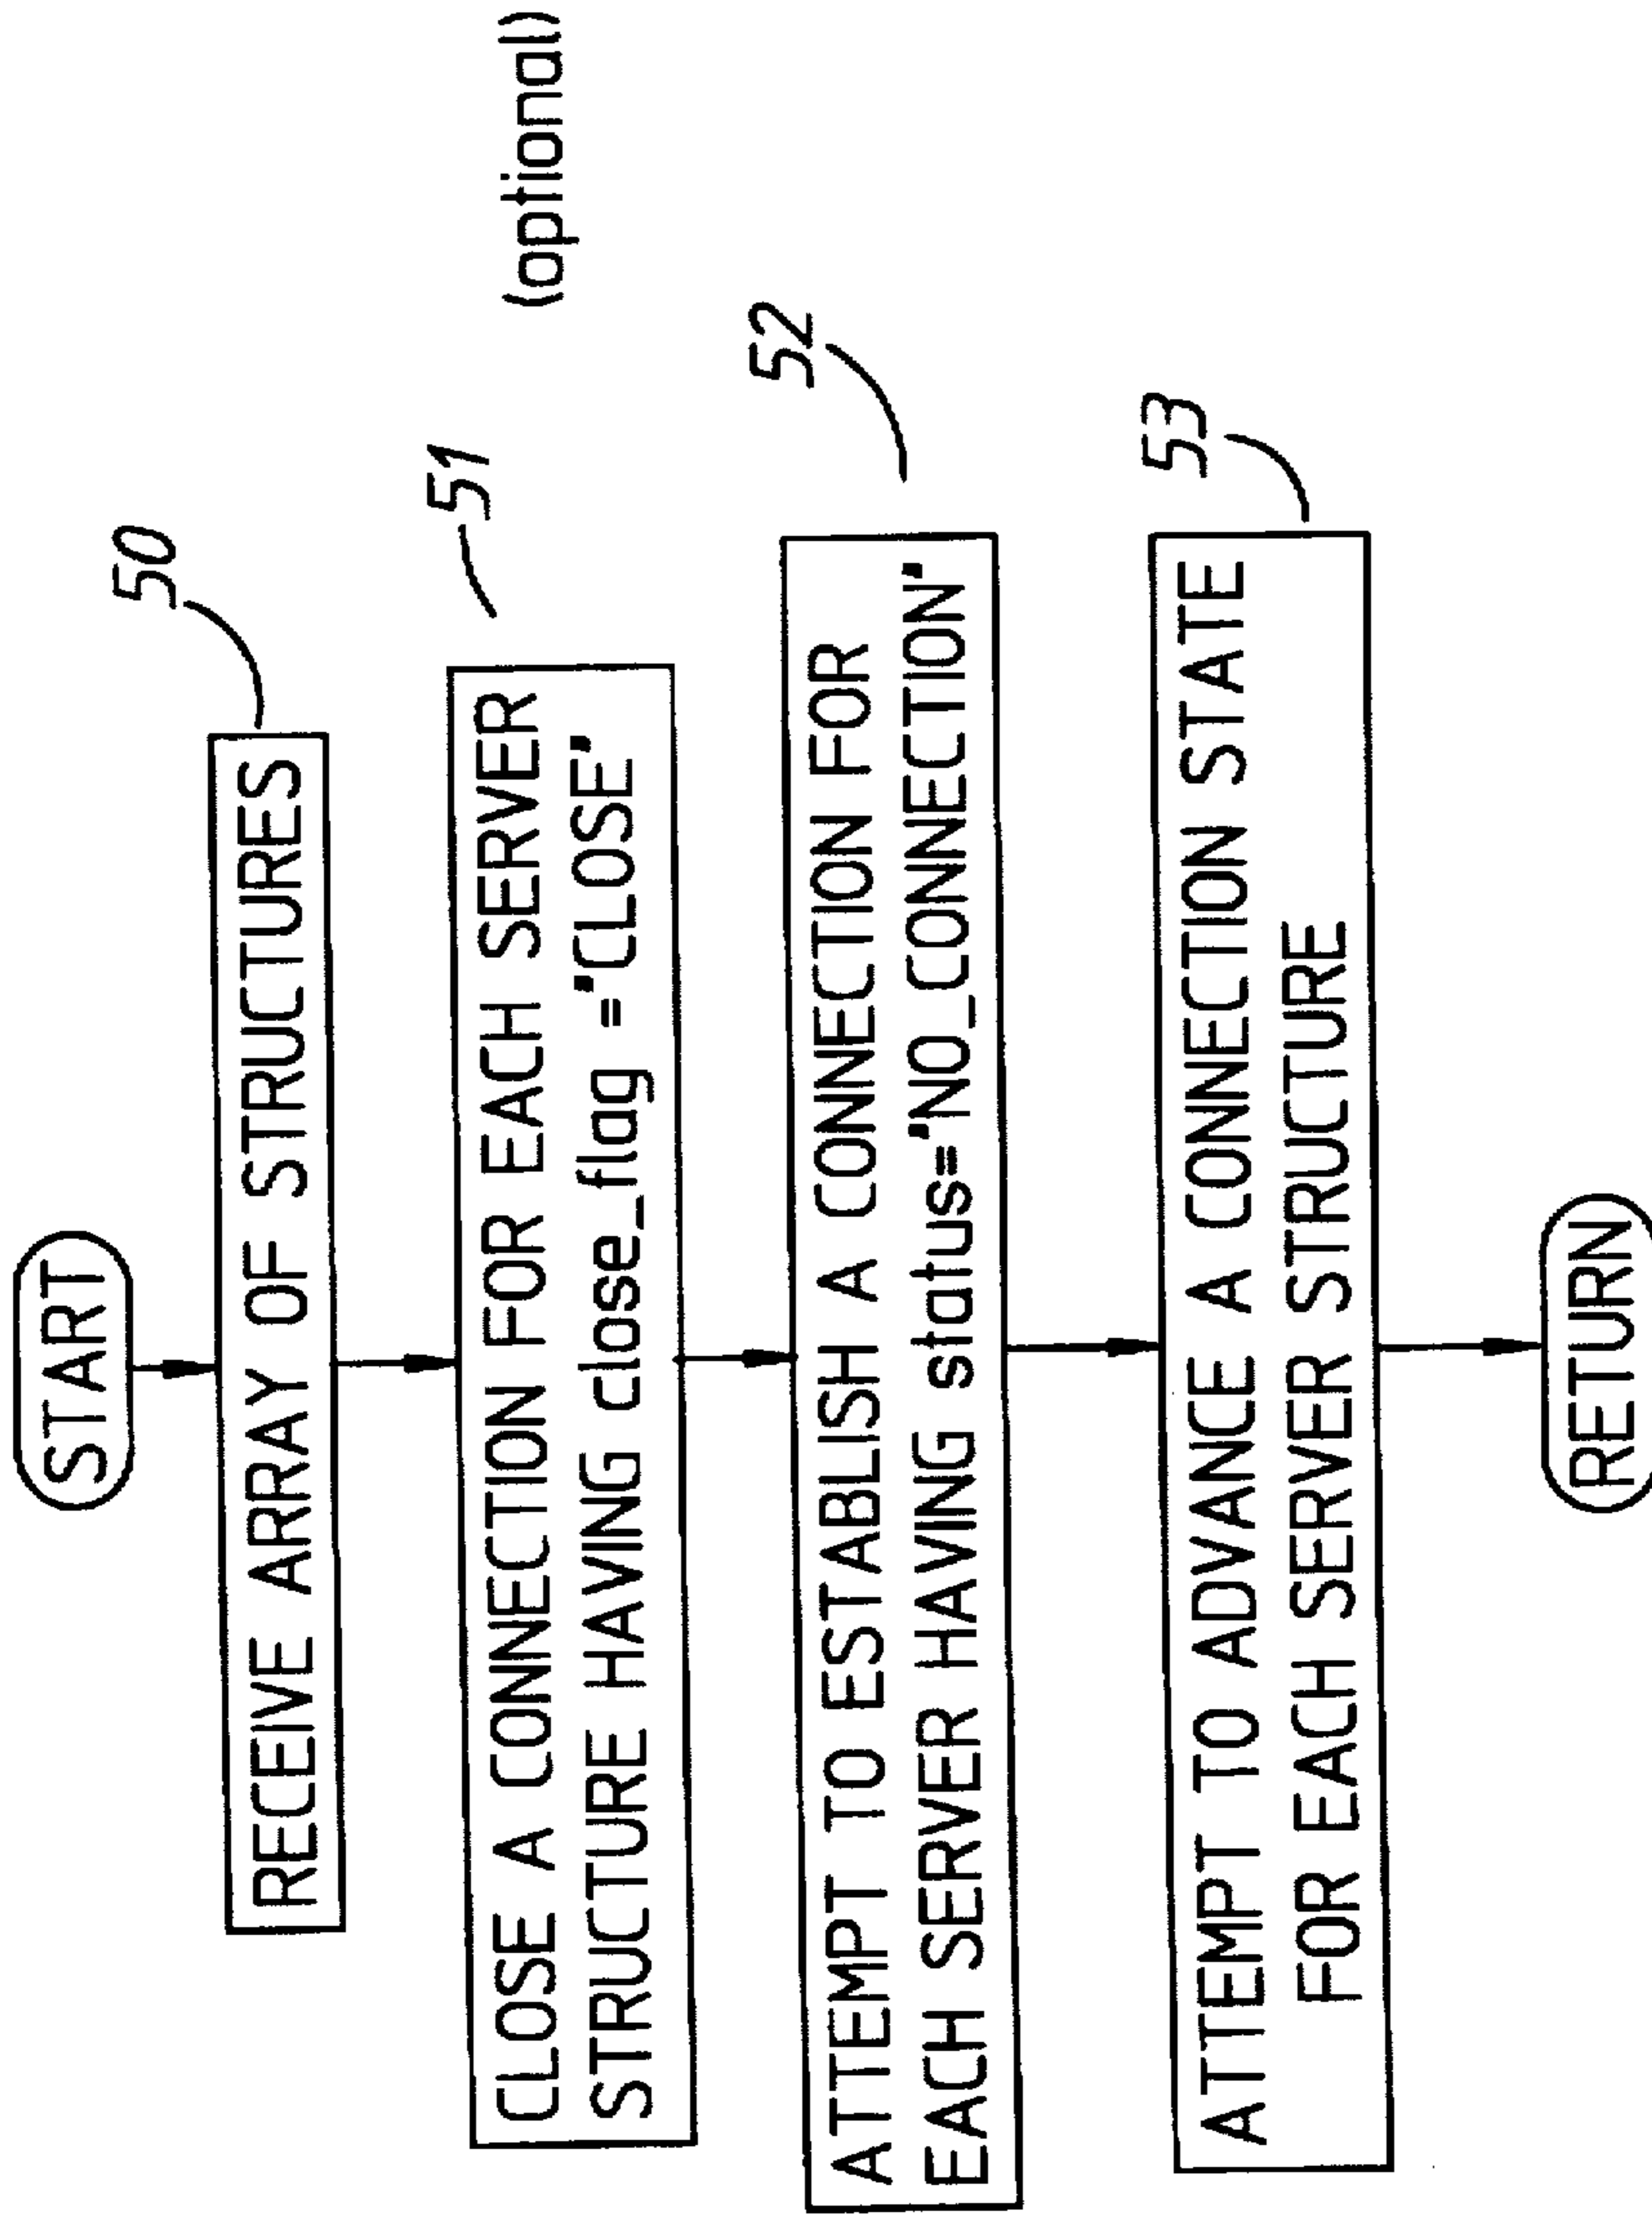 START
50
RECEIVE ARRAY OF STRUCTURES
51
CLOSE A CONNECTION FOR EACH SERVER
STRUCTURE HAVING close_flag ="CLOSE"
(optional)
52
ATTEMPT TO ESTABLISH A CONNECTION FOR
EACH SERVER HAVING status="NO_CONNECTION"
53
ATTEMPT TO ADVANCE A CONNECTION STATE
FOR EACH SERVER STRUCTURE
RETURN